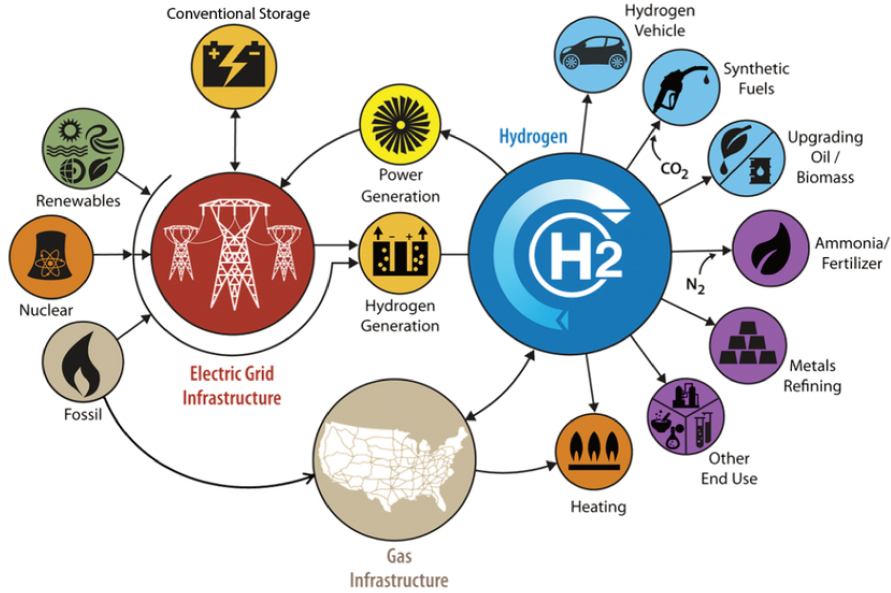 Conventional Storage
Hydrogen
Vehicle
Synthetic
Fuels
Hydrogen
Upgrading
Oil /
Biomass
CO2
Power
Generation
Renewables
H2
Ammonia/
Fertilizer
N2
Nuclear
Hydrogen
Generation
Metals
Refining
Electric Grid
Infrastructure
Fossil
Other
End Use
Heating
Gas
Infrastructure